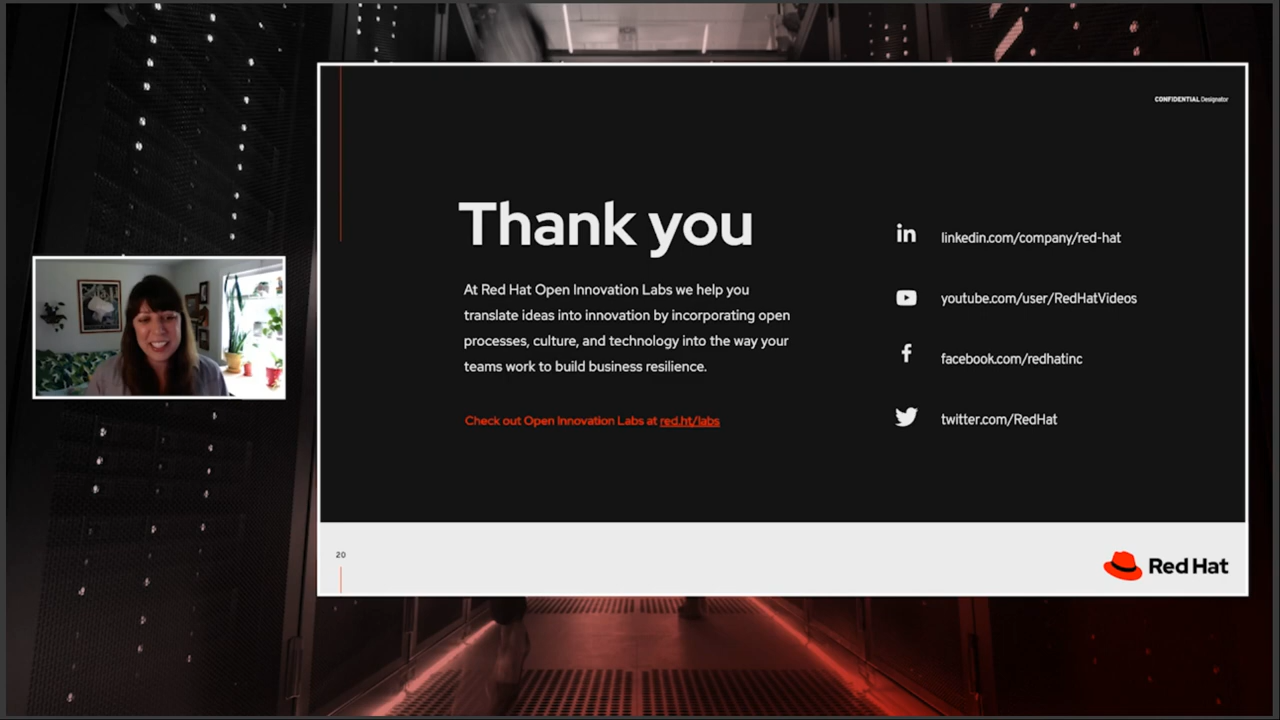 CONFIDENTIAL Designator
Thank you
At Red Hat Open Innovation Labs we help you
translate ideas into innovation by incorporating open
processes, culture, and technology into the way your
teams work to build business resilience.
Check out Open Innovation Labs at red.ht/labs
in
linkedin.com/company/red-hat
youtube.com/user/RedHatVideos
f
facebook.com/redhatinc
twitter.com/RedHat
20
Red Hat